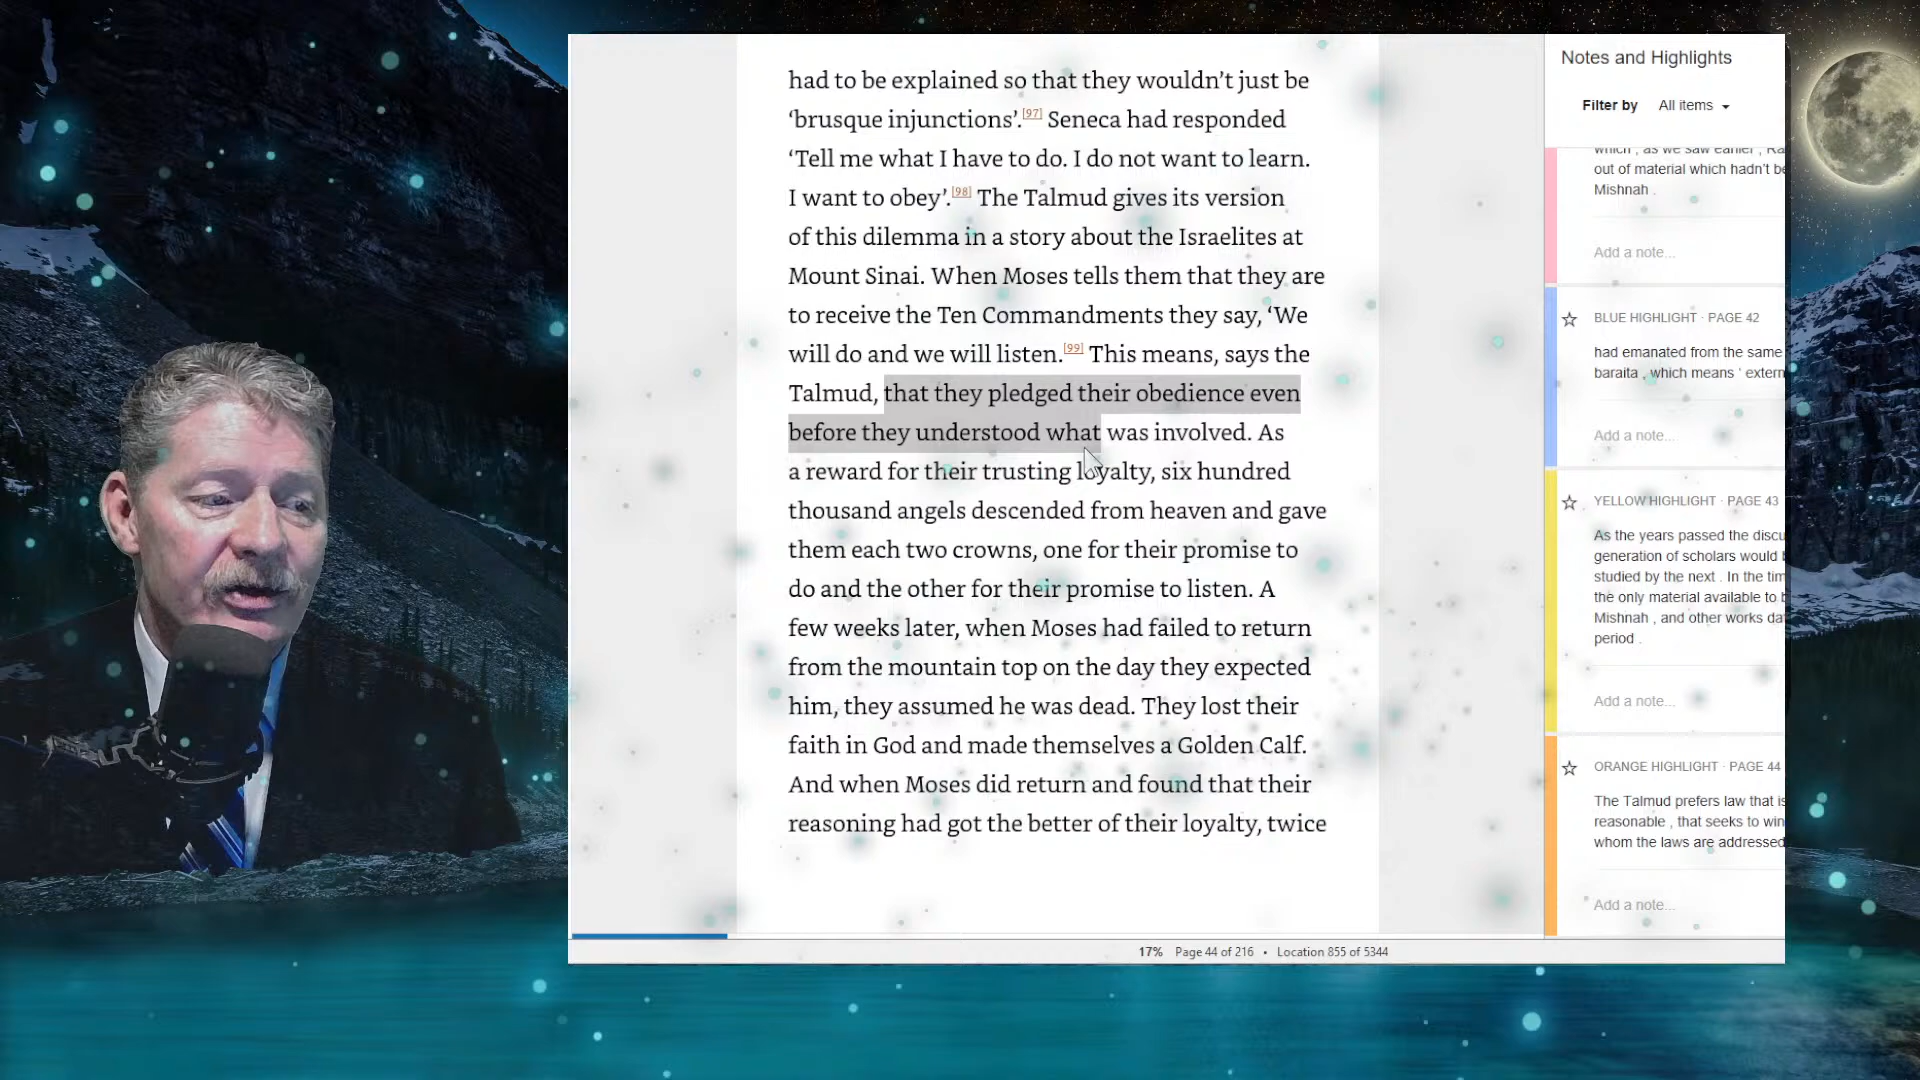 had to be explained so that they wouldn’t just be
‘brusque injunctions’.[97] Seneca had responded
‘Tell me what I have to do. I do not want to learn.
I want to obey’.[98] The Talmud gives its version
of this dilemma in a story about the Israelites at
Mount Sinai. When Moses tells them that they are
to receive the Ten Commandments they say, ‘We
will do and we will listen.[99] This means, says the
Talmud, that they pledged their obedience even
before they understood what was involved. As
a reward for their trusting loyalty, six hundred
thousand angels descended from heaven and gave
them each two crowns, one for their promise to
do and the other for their promise to listen. A
few weeks later, when Moses had failed to return
from the mountain top on the day they expected
him, they assumed he was dead. They lost their
faith in God and made themselves a Golden Calf.
And when Moses did return and found that their
reasoning had got the better of their loyalty, twice
17% Page 44 of 216 • Location 855 of 5344
Notes and Highlights
Filter by All items
which , as we saw earlier ,
out of material which hadn't
Mishnah .
Add a note...
BLUE HIGHLIGHT · PAGE 42
had emanated from the same
baraita , which means ‘
Add a note...
YELLOW HIGHLIGHT · PAGE 43
As the years passed the
generation of scholars would
studied by the next . In the
the only material available to
Mishnah , and other works
period .
Add a note...
ORANGE HIGHLIGHT · PAGE 44
The Talmud prefers law that
reasonable , that seeks to
whom the laws are addressed
Add a note...